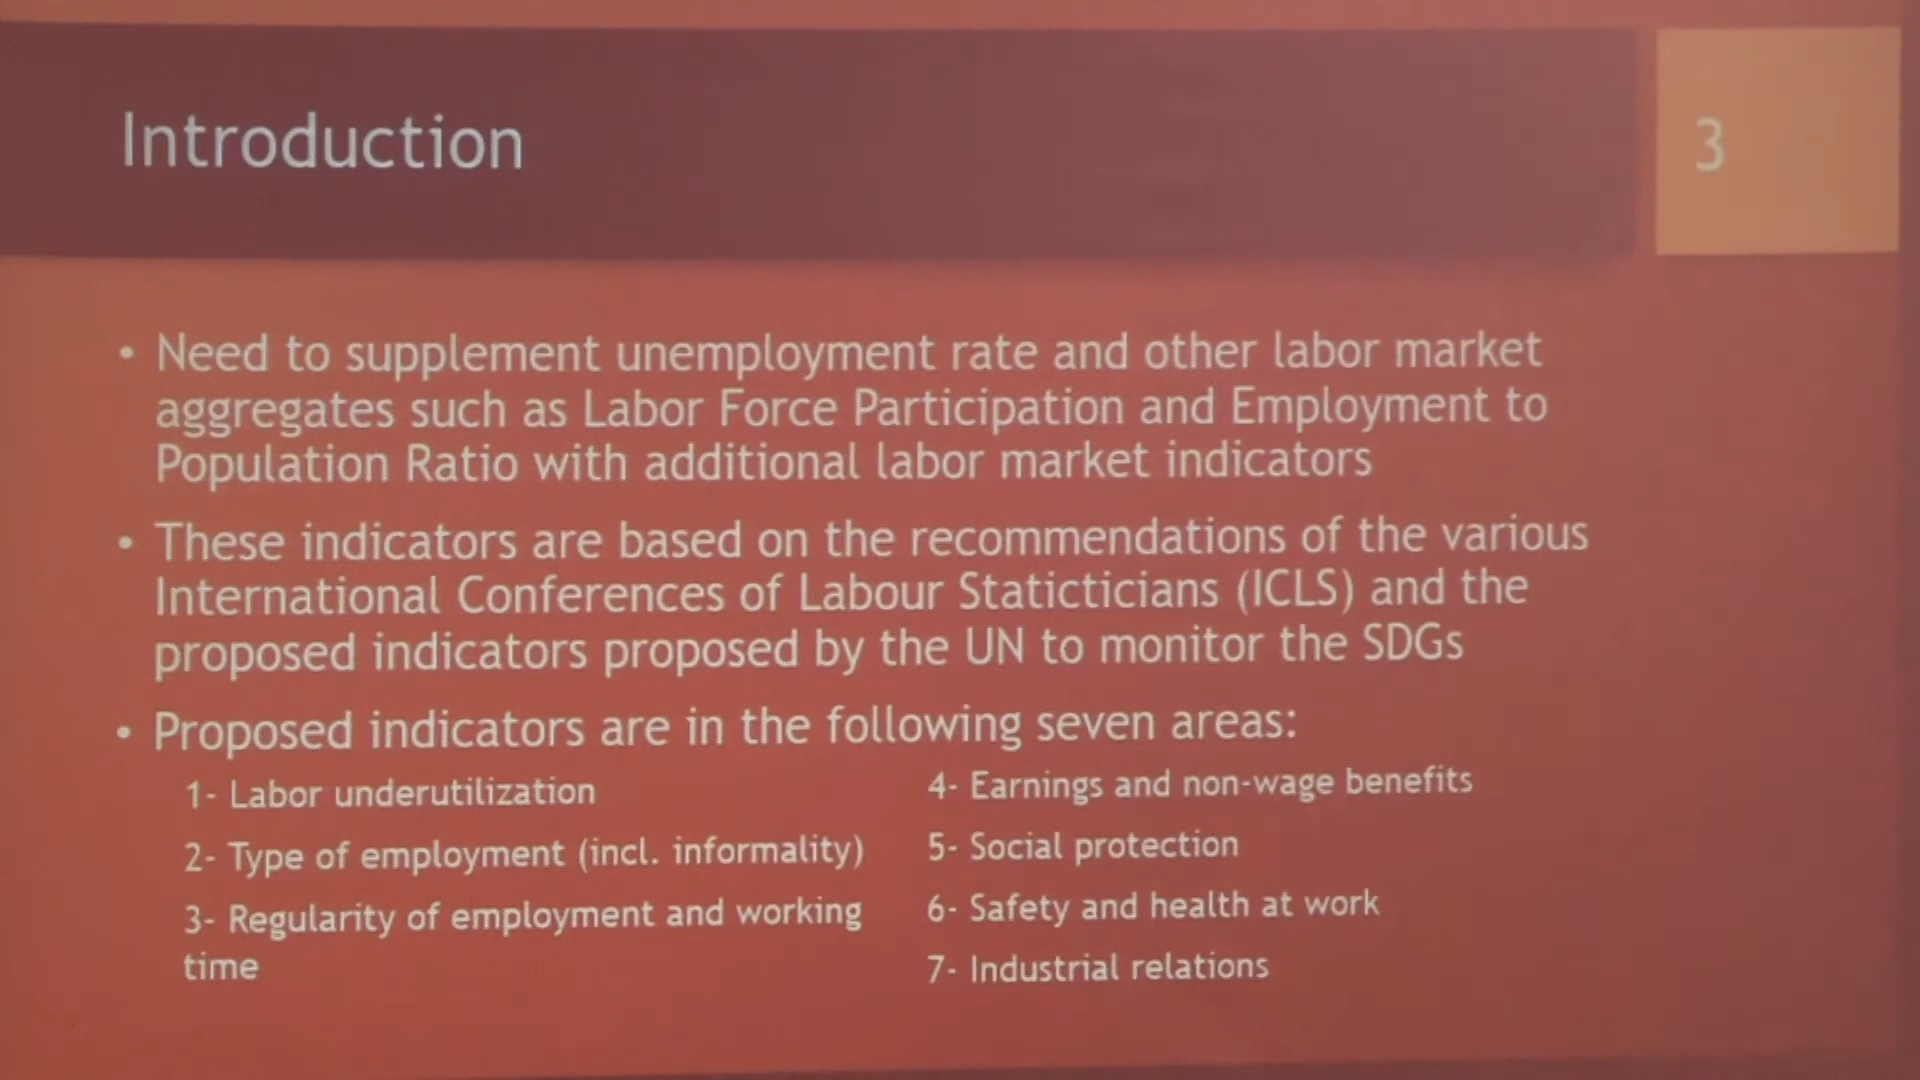 Introduction
3
• Need to supplement unemployment rate and other labor market
aggregates such as Labor Force Participation and Employment to
Population Ratio with additional labor market indicators
• These indicators are based on the recommendations of the various
International Conferences of Labour Staticticians (ICLS) and the
proposed indicators proposed by the UN to monitor the SDGs
• Proposed indicators are in the following seven areas:
1- Labor underutilization
2- Type of employment (incl. informality)
3- Regularity of employment and working
time
4- Earnings and non-wage benefits
5- Social protection
6- Safety and health at work
7- Industrial relations